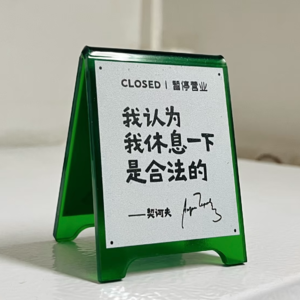 CLOSED | 暂停营业
我认为
我休息一下
是合法的
——契诃夫